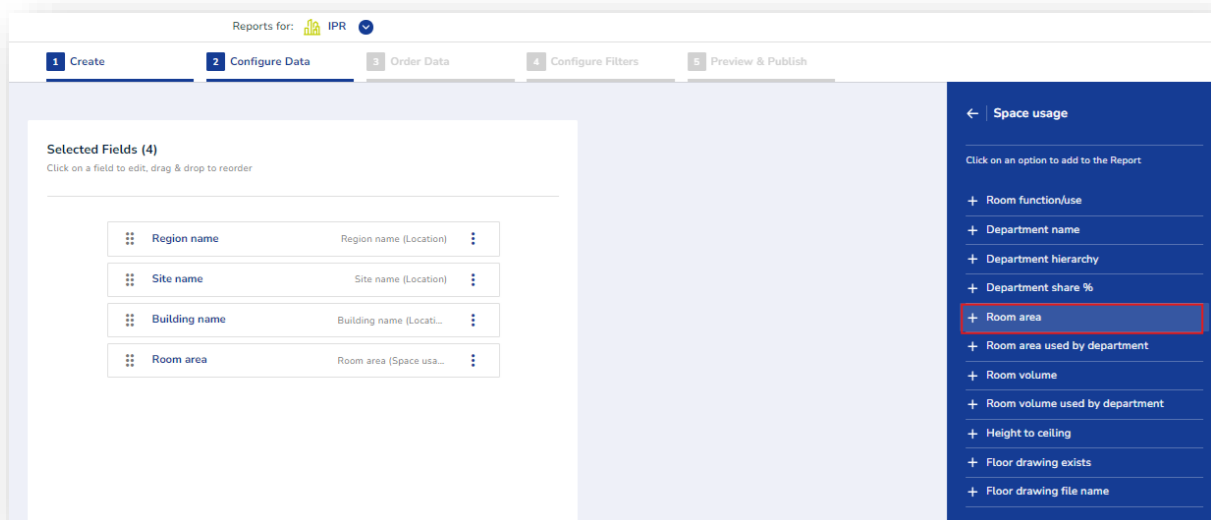 Reports for: IPR
1 Create
2 Configure Data
3 Order Data
4 Configure Filters
5 Preview & Publish
Selected Fields (4)
Click on a field to edit, drag & drop to reorder
Region name Region name (Location)
Site name Site name (Location)
Building name Building name (Locati...
Room area Room area (Space usa...
Space usage
Click on an option to add to the Report
+ Room function/use
+ Department name
+ Department hierarchy
+ Department share %
+ Room area
+ Room area used by department
+ Room volume
+ Room volume used by department
+ Height to ceiling
+ Floor drawing exists
+ Floor drawing file name